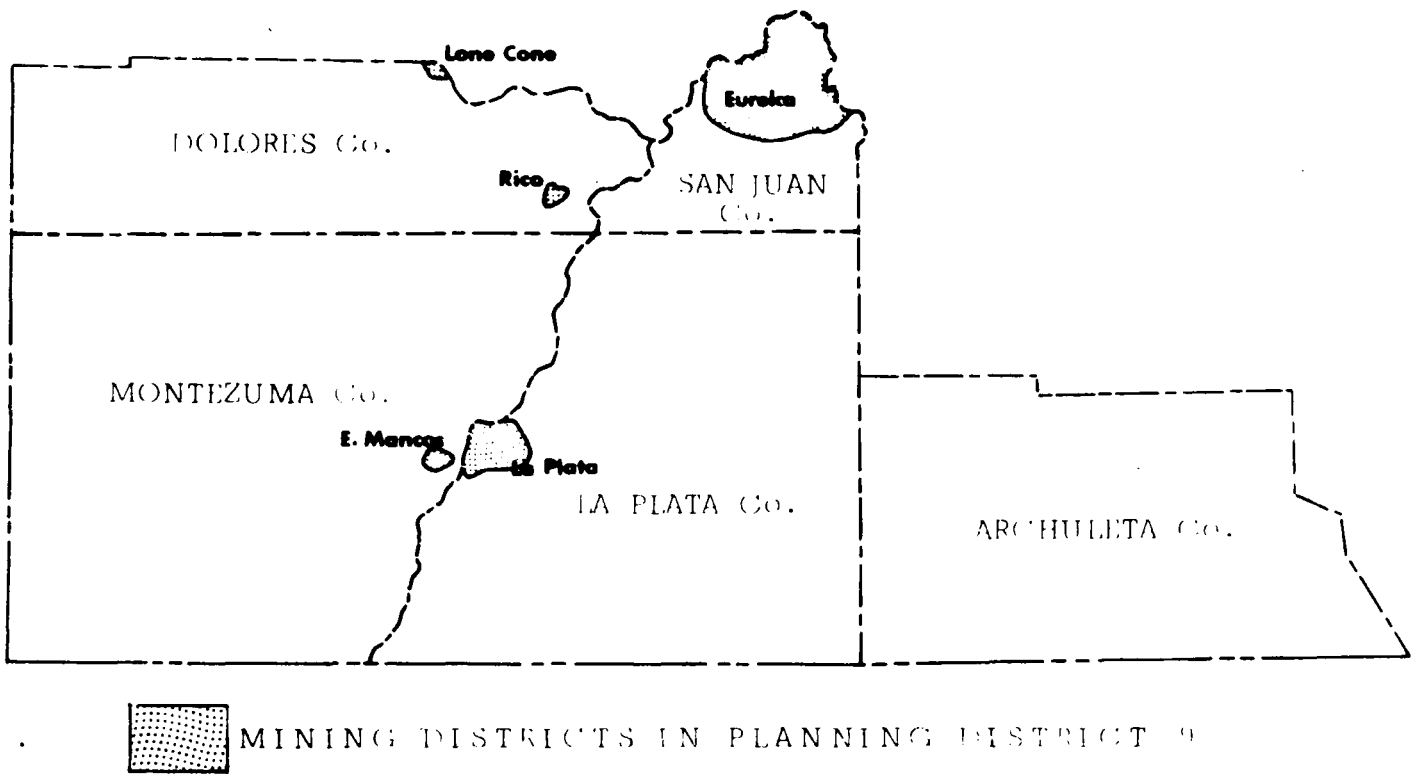 Lone Cone
Eureka
DOLORES Co.
Rico
SAN JUAN
Co.
MONTEZUMA Co.
E. Mancos
La Plata
LA PLATA Co.
ARCHULETA Co.
MINING DISTRICTS IN PLANNING DISTRICT 9